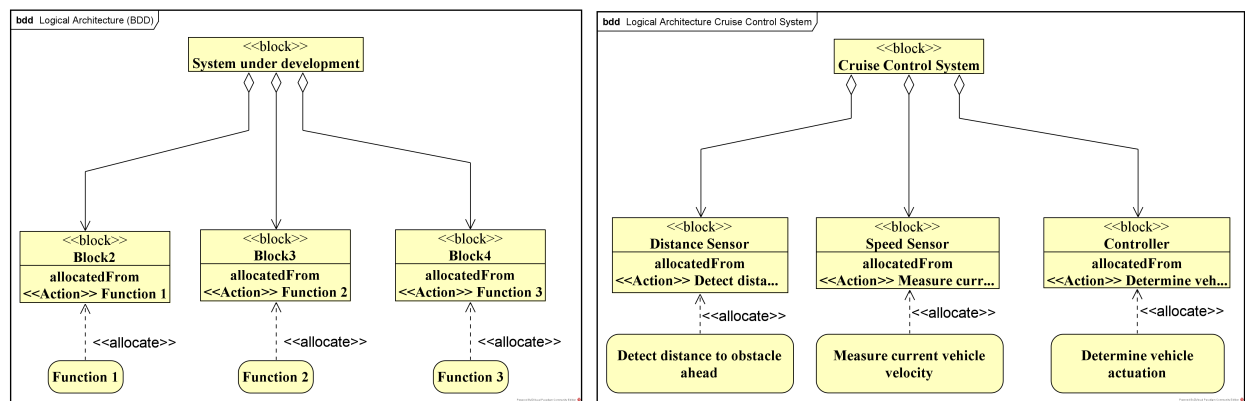 bdd Logical Architecture (BDD)
<<block>>
System under development
<<block>>
Block2
allocatedFrom
<<Action>> Function 1
<<block>>
Block3
allocatedFrom
<<Action>> Function 2
<<block>>
Block4
allocatedFrom
<<Action>> Function 3
<<allocate>>
<<allocate>>
<<allocate>>
Function 1
Function 2
Function 3
bdd Logical Architecture Cruise Control System
<<block>>
Cruise Control System
<<block>>
Distance Sensor
allocatedFrom
<<Action>> Detect dista...
<<block>>
Speed Sensor
allocatedFrom
<<Action>> Measure curr...
<<block>>
Controller
allocatedFrom
<<Action>> Determine veh...
<<allocate>>
<<allocate>>
<<allocate>>
Detect distance to obstacle
ahead
Measure current vehicle
velocity
Determine vehicle
actuation